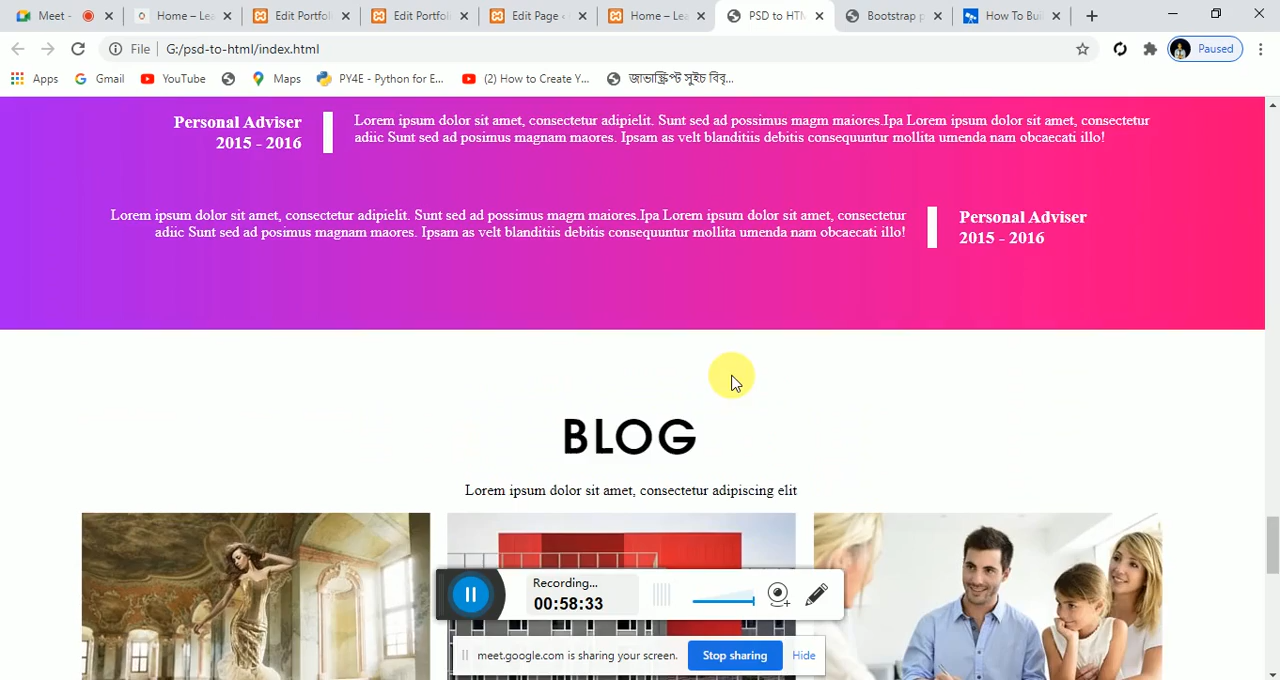 Meet -
Home – Lea
Edit Portfol
Edit Portfol
Edit Page ‹
Home – Lea
PSD to HTM
Bootstrap p
How To Bui
File
G:/psd-to-html/index.html
Paused
Apps
Gmail
YouTube
Maps
PY4E - Python for E...
(2) How to Create Y...
জাভাস্ক্রিপ্ট সুইচ বিবৃ...
Personal Adviser
2015 - 2016
Lorem ipsum dolor sit amet, consectetur adipielit. Sunt sed ad possimus magm maiores.Ipa Lorem ipsum dolor sit amet, consectetur
adiic Sunt sed ad posimus magnam maores. Ipsam as velt blanditiis debitis consequuntur mollita umenda nam obcaecati illo!
Lorem ipsum dolor sit amet, consectetur adipielit. Sunt sed ad possimus magm maiores.Ipa Lorem ipsum dolor sit amet, consectetur
adiic Sunt sed ad posimus magnam maores. Ipsam as velt blanditiis debitis consequuntur mollita umenda nam obcaecati illo!
Personal Adviser
2015 - 2016
BLOG
Lorem ipsum dolor sit amet, consectetur adipiscing elit
Recording...
00:58:33
meet.google.com is sharing your screen.
Stop sharing
Hide